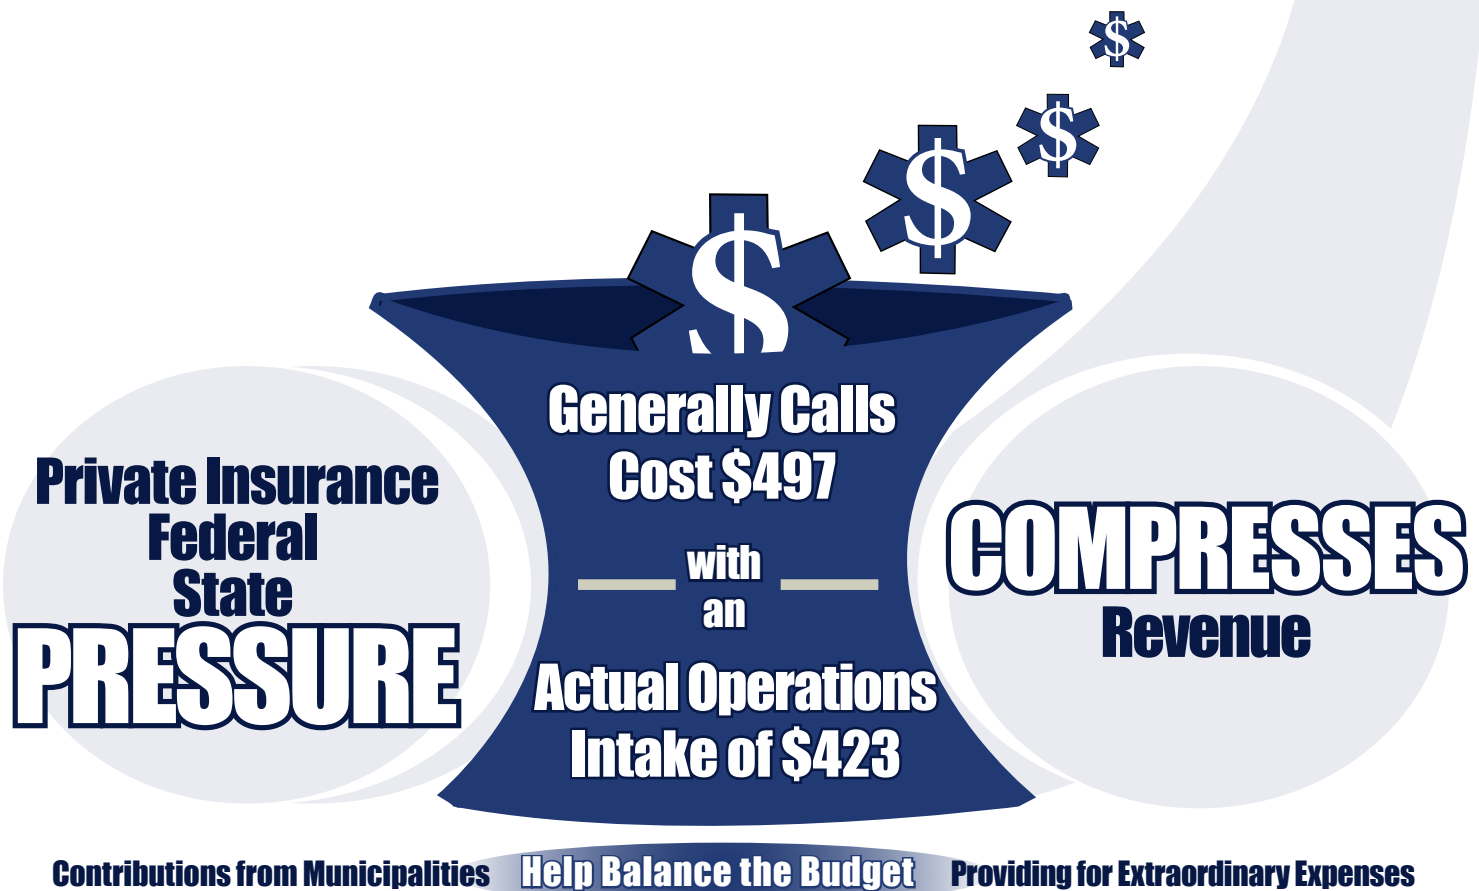 $
$
$
$
Generally Calls
Cost $497
with
an
Actual Operations
Intake of $423
Private Insurance
Federal
State
PRESSURE
COMPRESSES
Revenue
Contributions from Municipalities Help Balance the Budget Providing for Extraordinary Expenses